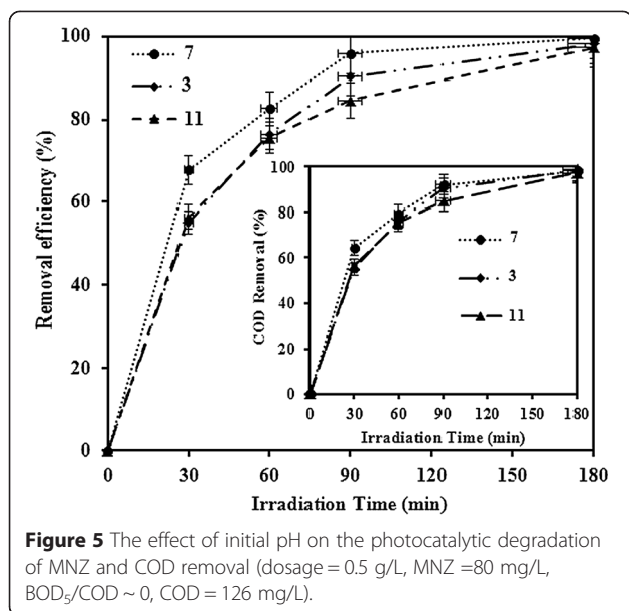 100
80
60
40
20
0
Removal efficiency (%)
7
3
11
0 30 60 90 120 150 180
Irradiation Time (min)
100
80
60
40
20
0
COD Removal (%)
7
3
11
0 30 60 90 120 150 180
Irradiation Time (min)
Figure 5 The effect of initial pH on the photocatalytic degradation
of MNZ and COD removal (dosage = 0.5 g/L, MNZ =80 mg/L,
BOD₅/COD ~ 0, COD = 126 mg/L).